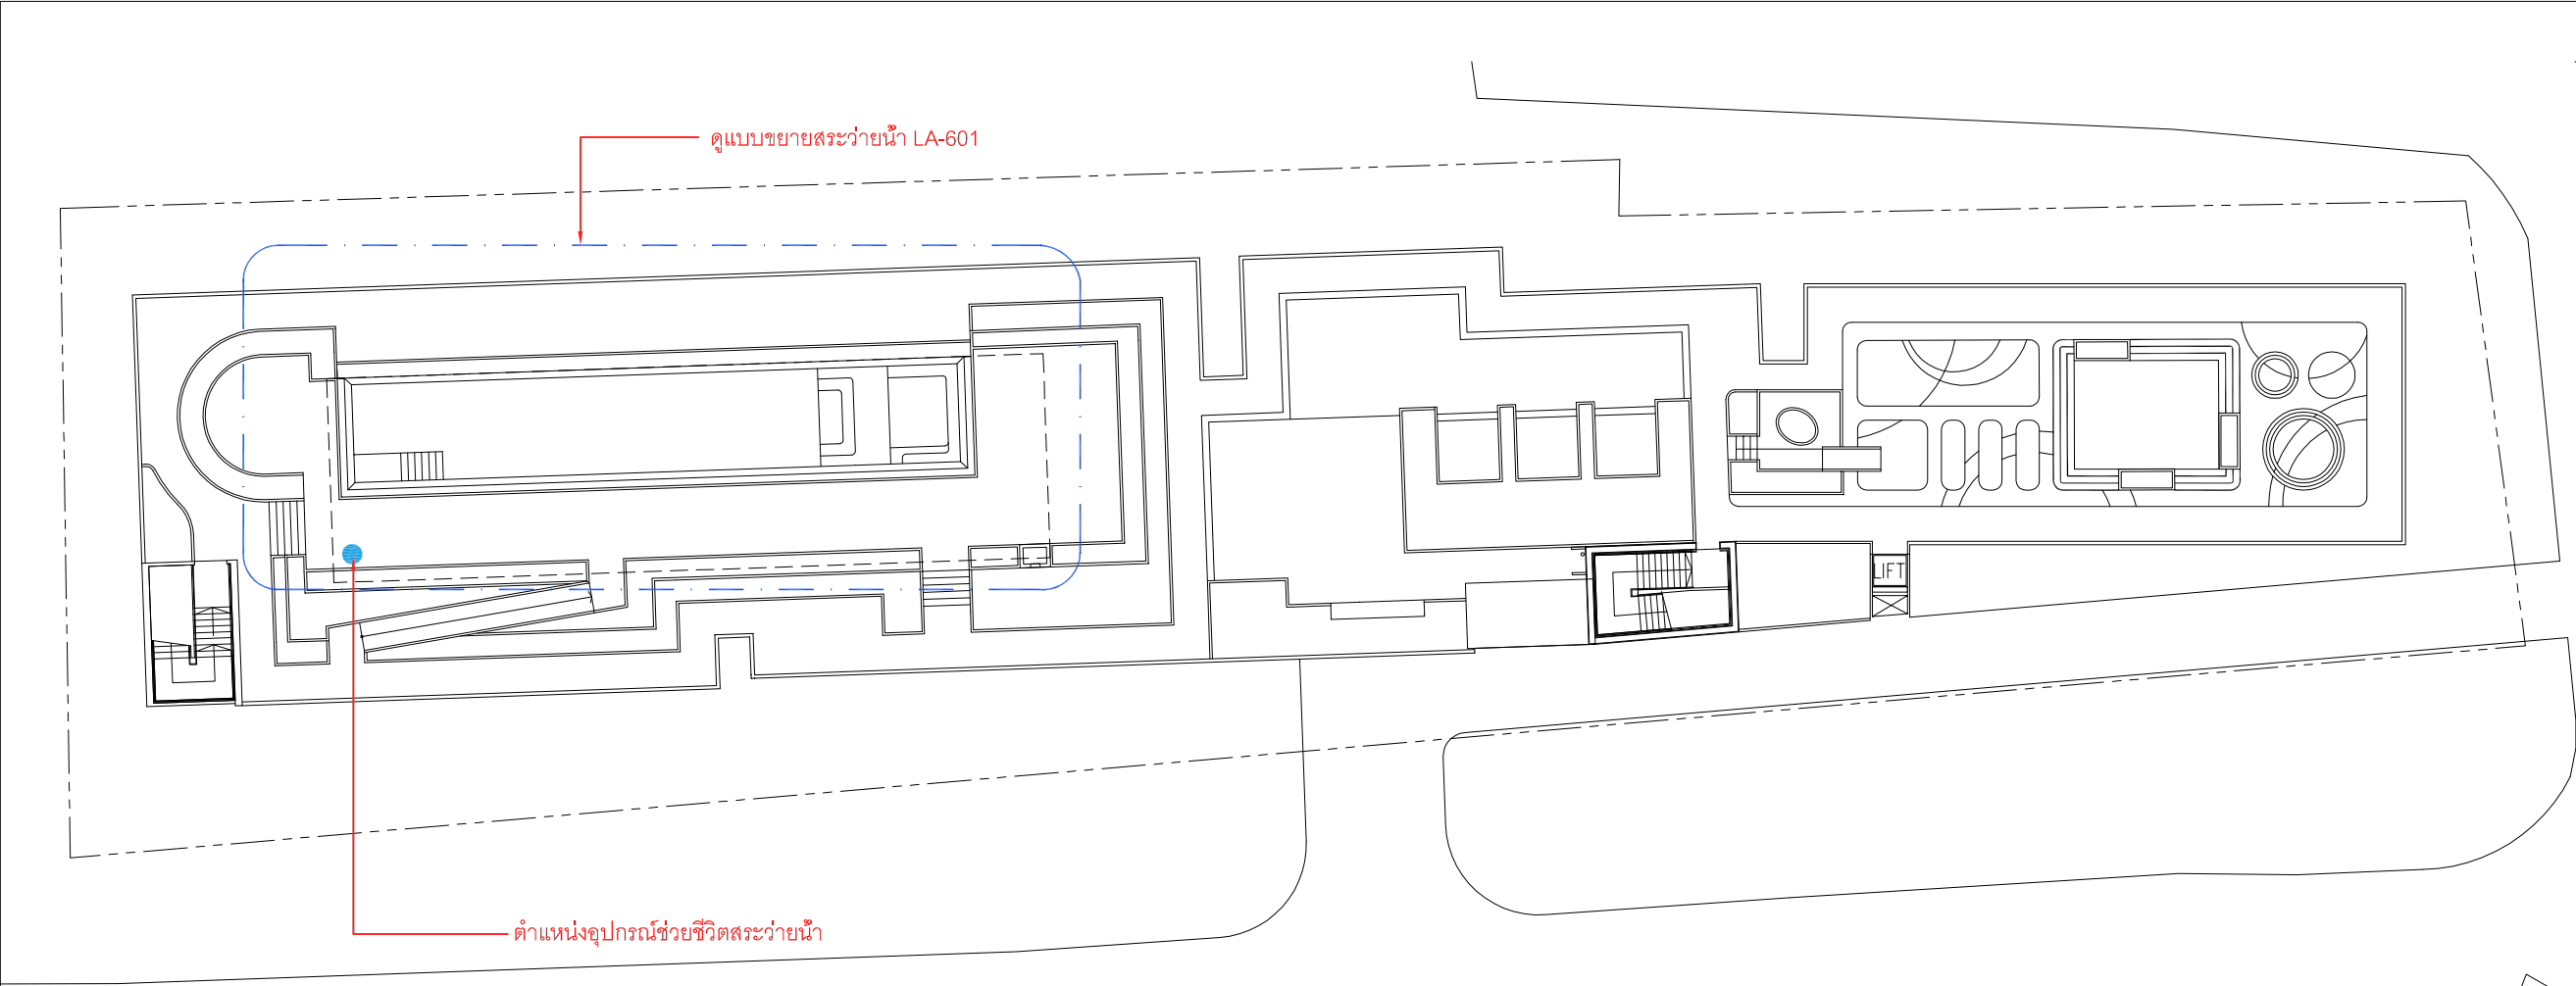 ดูแบบขยายสระว่ายน้ำ LA-601
LIFT
ตำแหน่งอุปกรณ์ช่วยชีวิตสระว่ายน้ำ